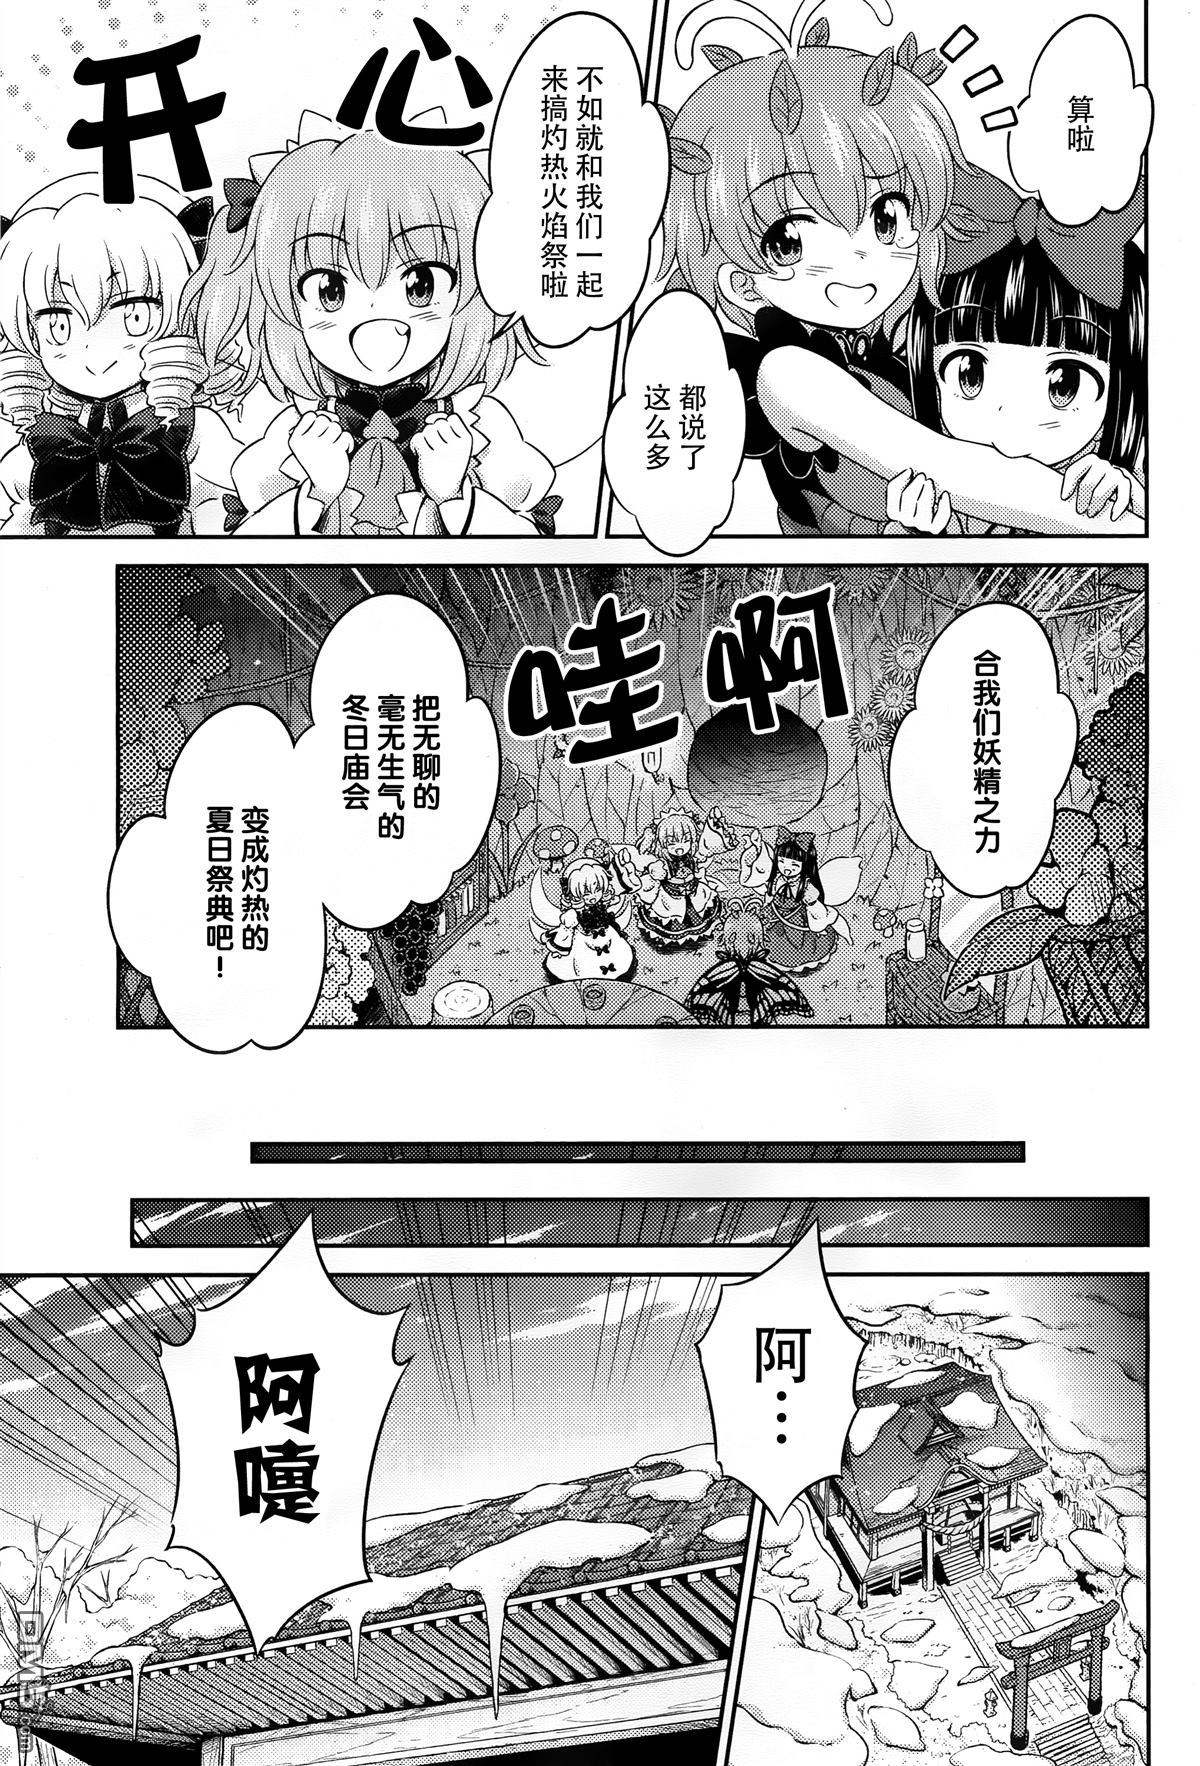 算啦
都说了
这么多
不如就和我们一起
来搞灼热火焰祭啦
开心
合我们妖精之力
哇啊
把无聊的
毫无生气的
冬日庙会
变成灼热的
夏日祭典吧！
阿…
阿嚏
DM5.com